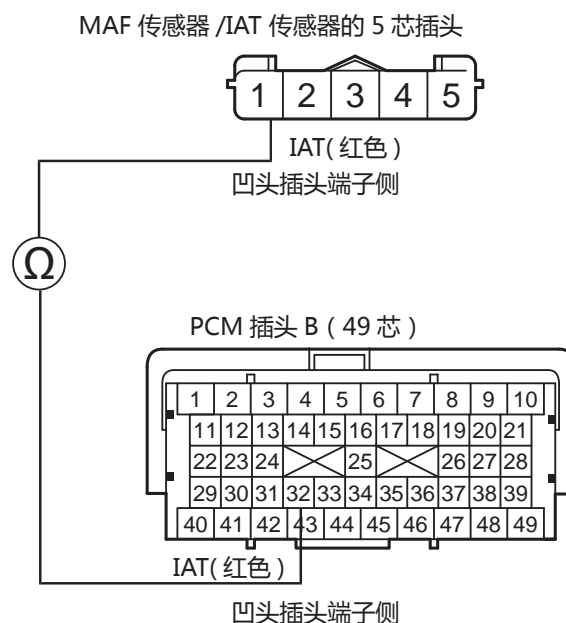 MAF 传感器 /IAT 传感器的 5 芯插头
1 2 3 4 5
IAT( 红色 )
凹头插头端子侧
Ω
PCM 插头 B ( 49 芯 )
1 2 3 4 5 6 7 8 9 10
11 12 13 14 15 16 17 18 19 20 21
22 23 24 25 26 27 28
29 30 31 32 33 34 35 36 37 38 39
40 41 42 43 44 45 46 47 48 49
IAT( 红色 )
凹头插头端子侧